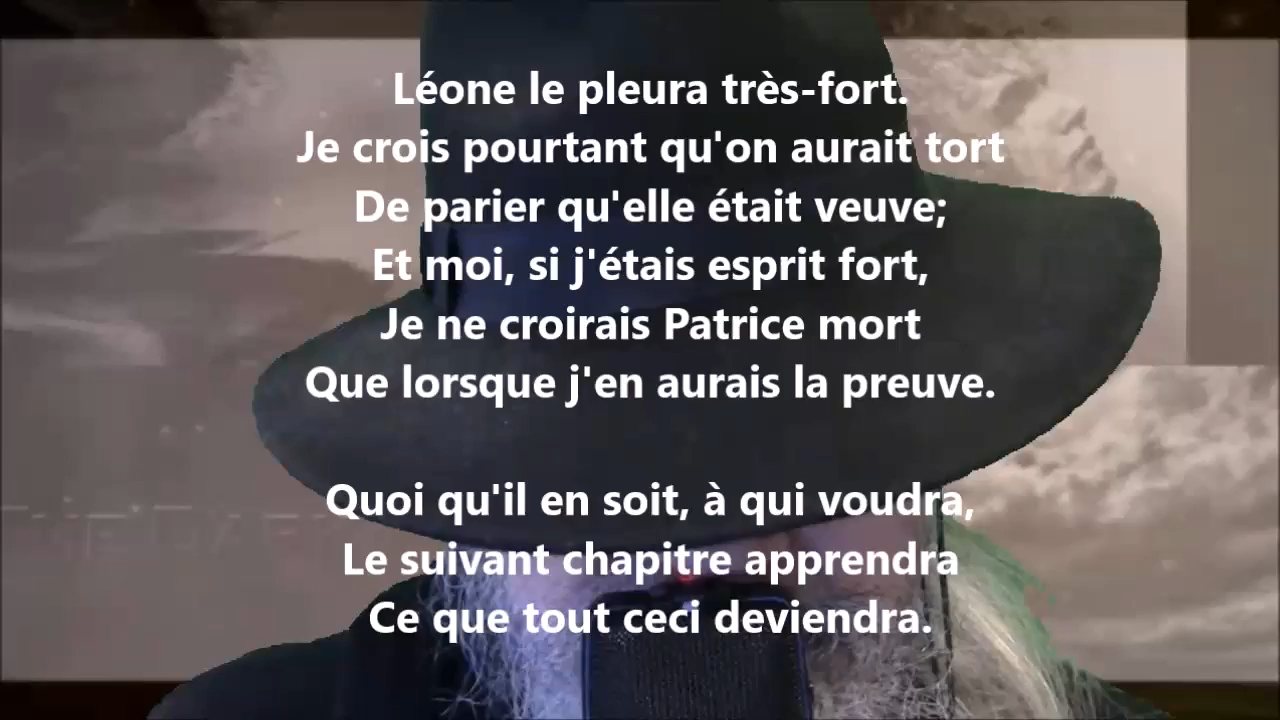 Léone le pleura très-fort.
Je crois pourtant qu'on aurait tort
De parier qu'elle était veuve;
Et moi, si j'étais esprit fort,
Je ne croirais Patrice mort
Que lorsque j'en aurais la preuve.
Quoi qu'il en soit, à qui voudra,
Le suivant chapitre apprendra
Ce que tout ceci deviendra.